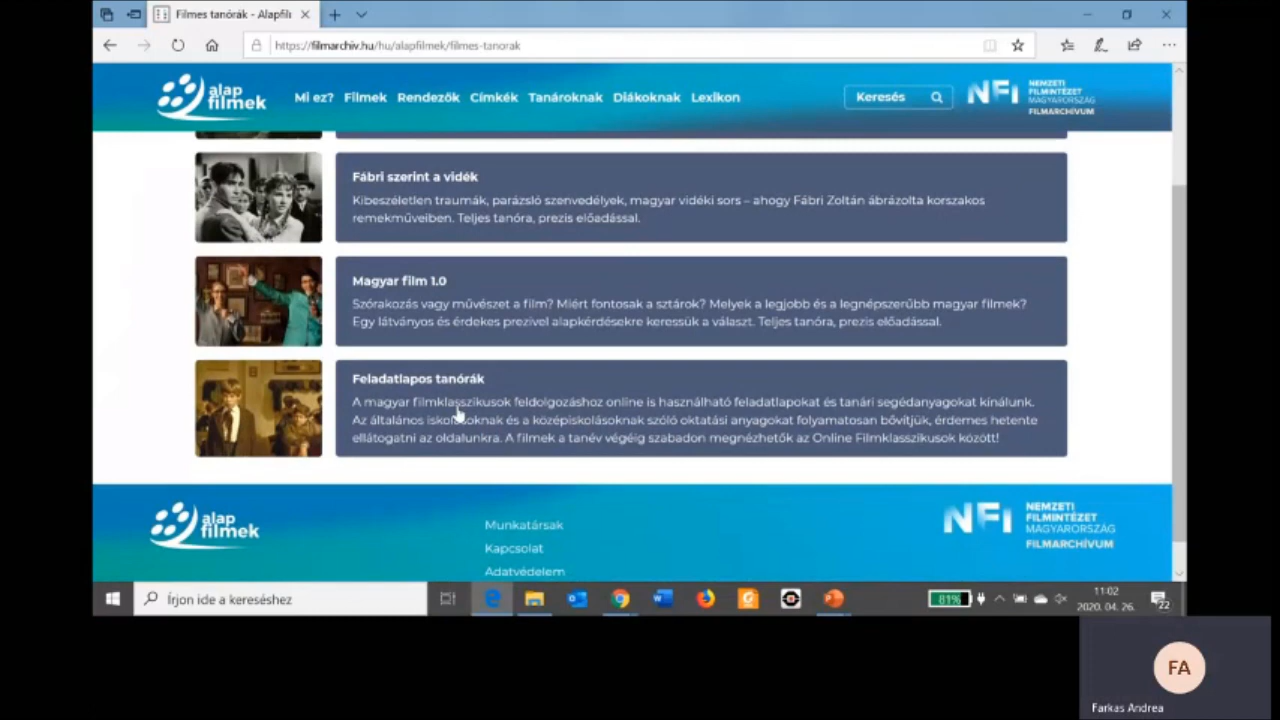 Filmes tanórák - Alapfil
https://filmarchiv.hu/hu/alapfilmek/filmes-tanorak
alap
filmek
Mi ez? Filmek Rendezők Címkék Tanároknak Diákoknak Lexikon
Keresés
NFI
NEMZETI
FILMINTÉZET
MAGYARORSZÁG
FILMARCHÍVUM
Fábri szerint a vidék
Kibeszéletlen traumák, parázsló szenvedélyek, magyar vidéki sors – ahogy Fábri Zoltán ábrázolta korszakos
remekműveiben. Teljes tanóra, prezis előadással.
Magyar film 1.0
Szórakozás vagy művészet a film? Miért fontosak a sztárok? Melyek a legjobb és a legnépszerűbb magyar filmek?
Egy látványos és érdekes prezivel alapkérdésekre keressük a választ. Teljes tanóra, prezis előadással.
Feladatlapos tanórák
A magyar filmklasszikusok feldolgozáshoz online is használható feladatlapokat és tanári segédanyagokat kínálunk.
Az általános iskolásoknak és a középiskolásoknak szóló oktatási anyagokat folyamatosan bővítjük, érdemes hetente
ellátogatni az oldalunkra. A filmek a tanév végéig szabadon megnézhetők az Online Filmklasszikusok között!
alap
filmek
Munkatársak
Kapcsolat
Adatvédelem
NFI
NEMZETI
FILMINTÉZET
MAGYARORSZÁG
FILMARCHÍVUM
Írjon ide a kereséshez
81%
11:02
2020. 04. 26.
22
FA
Farkas Andrea